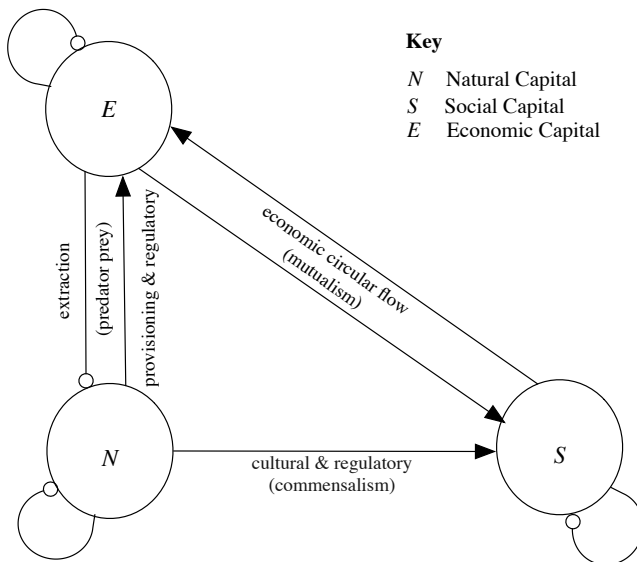 Key
N Natural Capital
S Social Capital
E Economic Capital
E
extraction
(predator prey)
provisioning & regulatory
economic circular flow
(mutualism)
N
cultural & regulatory
(commensalism)
S